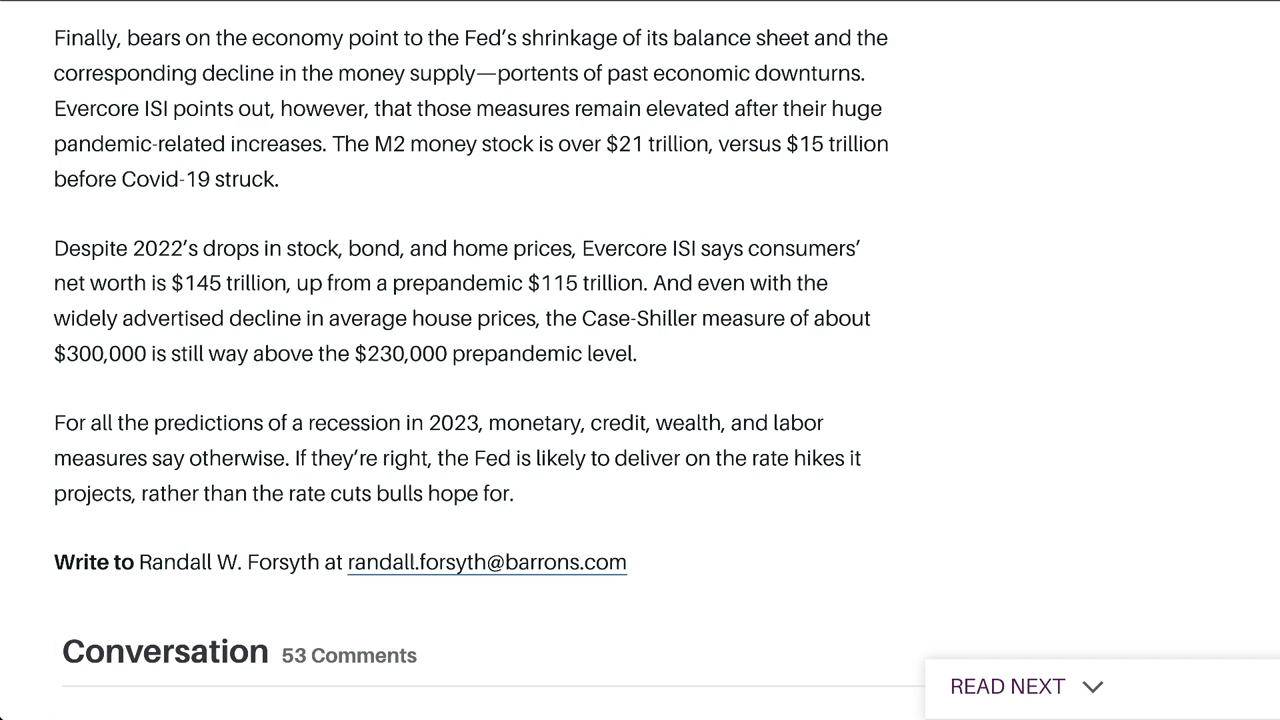 Finally, bears on the economy point to the Fed’s shrinkage of its balance sheet and the
corresponding decline in the money supply—portents of past economic downturns.
Evercore ISI points out, however, that those measures remain elevated after their huge
pandemic-related increases. The M2 money stock is over $21 trillion, versus $15 trillion
before Covid-19 struck.
Despite 2022’s drops in stock, bond, and home prices, Evercore ISI says consumers’
net worth is $145 trillion, up from a prepandemic $115 trillion. And even with the
widely advertised decline in average house prices, the Case-Shiller measure of about
$300,000 is still way above the $230,000 prepandemic level.
For all the predictions of a recession in 2023, monetary, credit, wealth, and labor
measures say otherwise. If they’re right, the Fed is likely to deliver on the rate hikes it
projects, rather than the rate cuts bulls hope for.
Write to Randall W. Forsyth at randall.forsyth@barrons.com
Conversation 53 Comments
READ NEXT